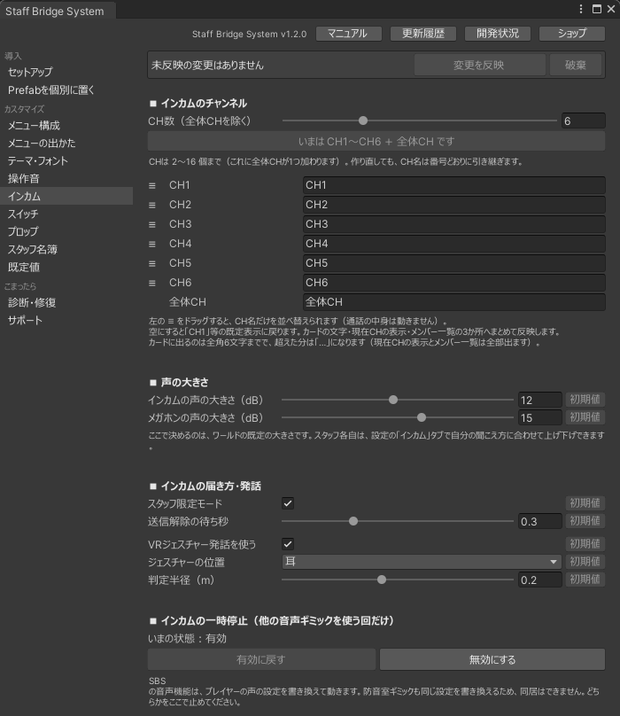 Staff Bridge System
Staff Bridge System v1.2.0
マニュアル
更新履歴
開発状況
ショップ
導入
セットアップ
Prefabを個別に置く
カスタマイズ
メニュー構成
メニューの出かた
テーマ・フォント
操作音
インカム
スイッチ
プロップ
スタッフ名簿
既定値
こまったら
診断・修復
サポート
未反映の変更はありません
変更を反映
破棄
インカムのチャンネル
CH数（全体CHを除く）
6
いまは CH1〜CH6 ＋ 全体CH です
CHは 2〜16 個まで（これに全体CHが1つ加わります）。作り直しても、CH名は番号どおりに引き継ぎます。
≡ CH1 CH1
≡ CH2 CH2
≡ CH3 CH3
≡ CH4 CH4
≡ CH5 CH5
≡ CH6 CH6
全体CH 全体CH
左の ≡ をドラッグすると、CH名だけを並べ替えられます（通話の中身は動きません）。
空にすると「CH1」等の既定表示に戻ります。カードの文字・現在CHの表示・メンバー一覧の3か所へまとめて反映します。
カードに出るのは全角6文字までで、超えた分は「…」になります（現在CHの表示とメンバー一覧は全部出ます）。
声の大きさ
インカムの声の大きさ（dB） 12 初期値
メガホンの声の大きさ（dB） 15 初期値
ここで決めるのは、ワールドの既定の大きさです。スタッフ各自は、設定の「インカム」タブで自分の聞こえ方に合わせて上げ下げできます
。
インカムの届き方・発話
スタッフ限定モード 初期値
送信解除の待ち秒 0.3 初期値
VRジェスチャー発話を使う 初期値
ジェスチャーの位置 耳 初期値
判定半径（m） 0.2 初期値
インカムの一時停止（他の音声ギミックを使う回だけ）
いまの状態：有効
有効に戻す
無効にする
SBS
の音声機能は、プレイヤーの声の設定を書き換えて動きます。防音室ギミックも同じ設定を書き換えるため、同居はできません。どち
らかをここで止めてください。